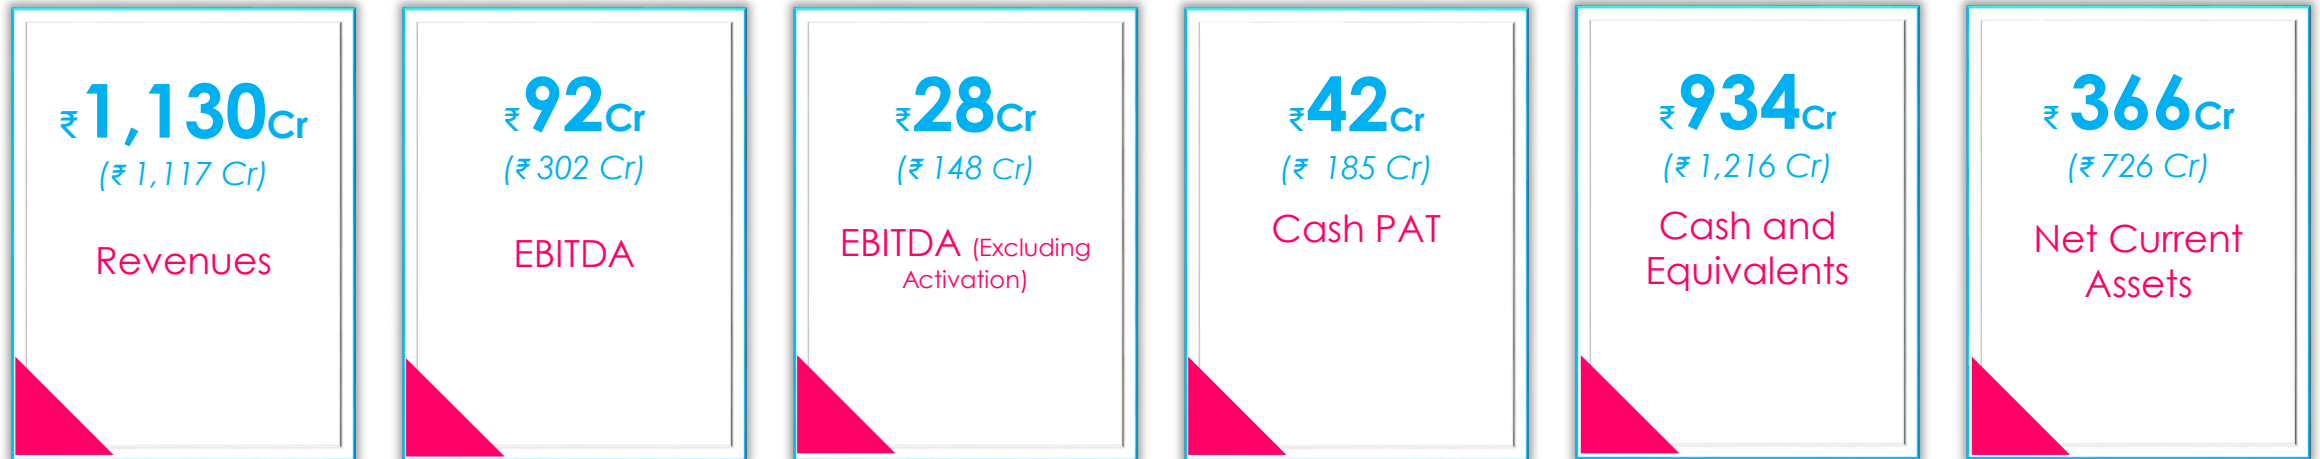 ₹1,130Cr
(₹ 1,117 Cr)
Revenues
₹92Cr
(₹ 302 Cr)
EBITDA
₹28Cr
(₹ 148 Cr)
EBITDA (Excluding
Activation)
₹42Cr
(₹ 185 Cr)
Cash PAT
₹934Cr
(₹ 1,216 Cr)
Cash and
Equivalents
₹ 366Cr
(₹ 726 Cr)
Net Current
Assets